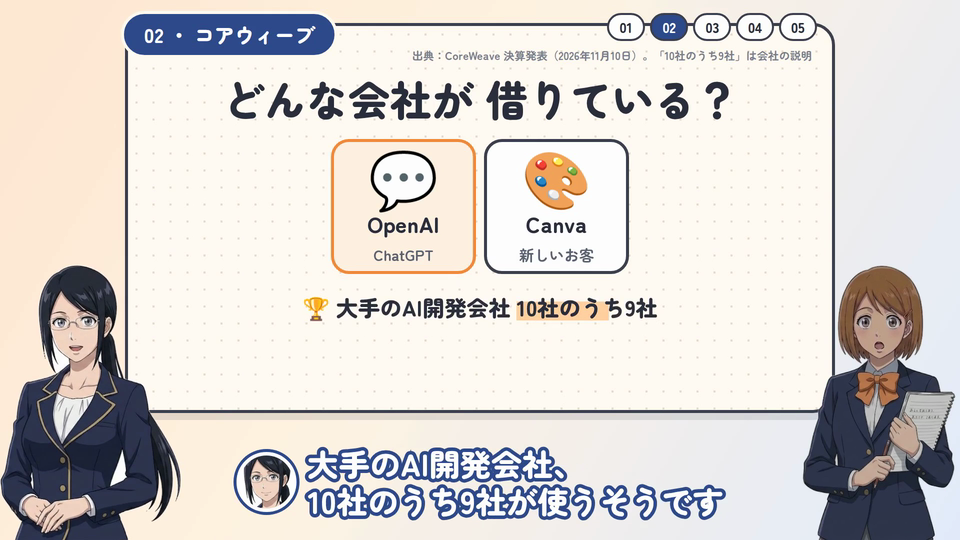 02 ・ コアウィーブ
01 02 03 04 05
出典：CoreWeave 決算発表（2026年11月10日）。「10社のうち9社」は会社の説明
どんな会社が 借りている？
OpenAI
ChatGPT
Canva
新しいお客
大手のAI開発会社 10社のうち9社
大手のAI開発会社、
10社のうち9社が使うそうです